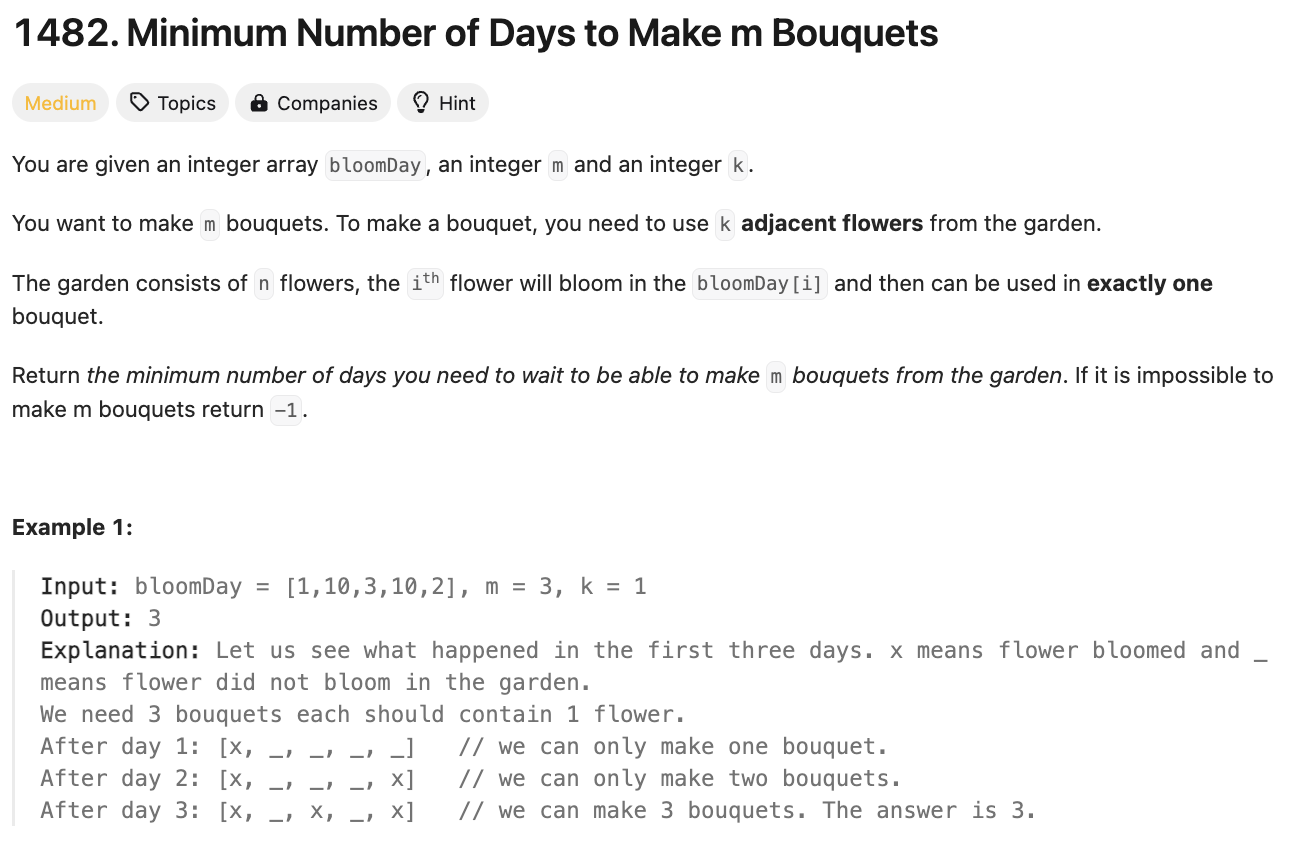 1482. Minimum Number of Days to Make m Bouquets
Medium Topics Companies Hint
You are given an integer array bloomDay, an integer m and an integer k.
You want to make m bouquets. To make a bouquet, you need to use k adjacent flowers from the garden.
The garden consists of n flowers, the ith flower will bloom in the bloomDay[i] and then can be used in exactly one
bouquet.
Return the minimum number of days you need to wait to be able to make m bouquets from the garden. If it is impossible to
make m bouquets return -1.
Example 1:
Input: bloomDay = [1,10,3,10,2], m = 3, k = 1
Output: 3
Explanation: Let us see what happened in the first three days. x means flower bloomed and _
means flower did not bloom in the garden.
We need 3 bouquets each should contain 1 flower.
After day 1: [x, _, _, _, _]   // we can only make one bouquet.
After day 2: [x, _, _, _, x]   // we can only make two bouquets.
After day 3: [x, _, x, _, x]   // we can make 3 bouquets. The answer is 3.